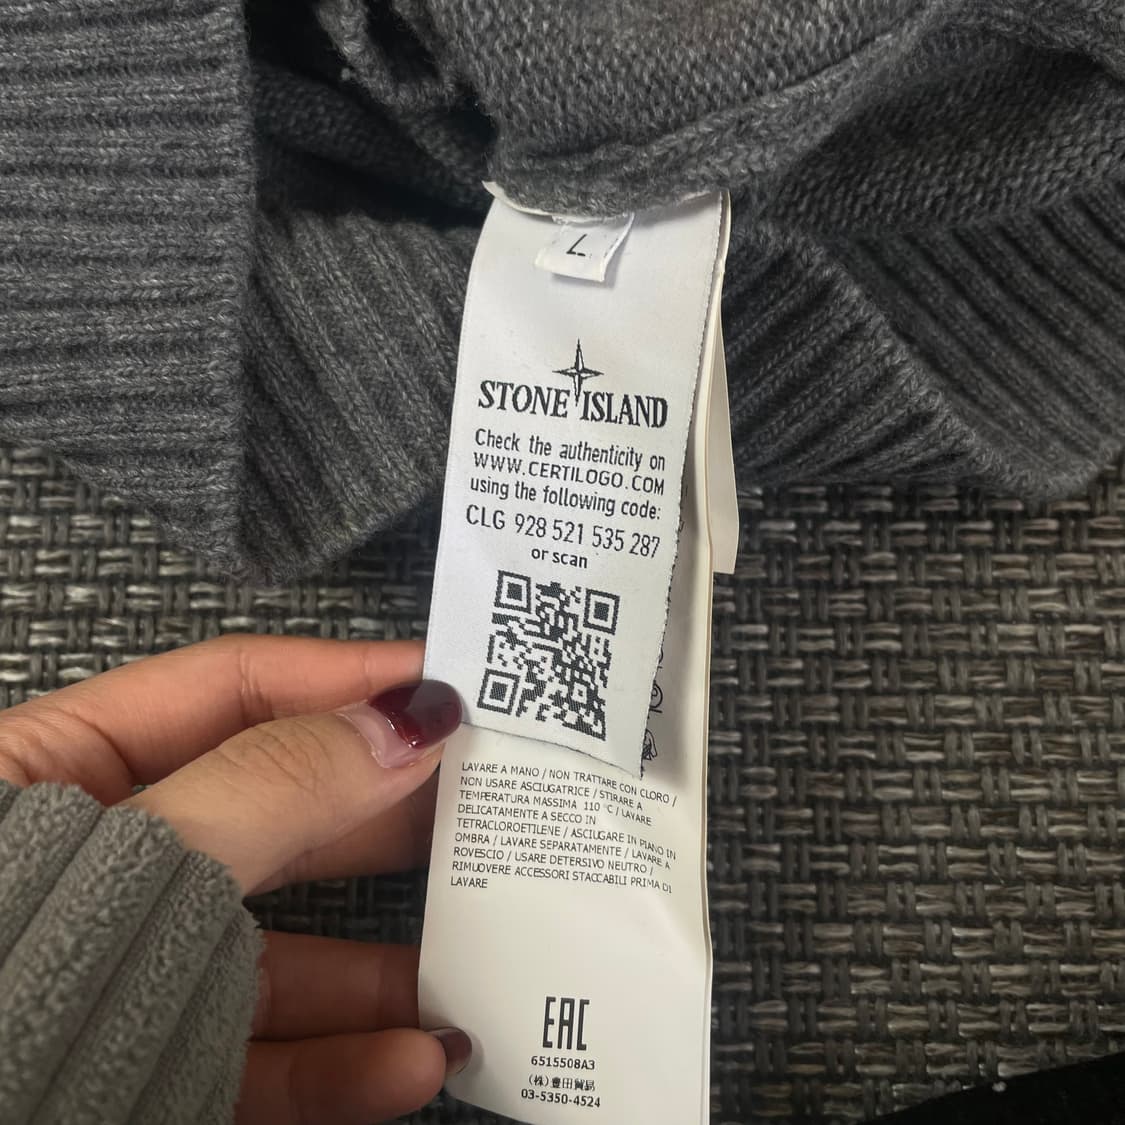 L
STONE ISLAND
Check the authenticity on
WWW.CERTILOGO.COM
using the following code:
CLG 928 521 535 287
or scan
LAVARE A MANO / NON TRATTARE CON CLORO /
NON USARE ASCIUGATRICE / STIRARE A
TEMPERATURA MASSIMA 110 °C / LAVARE
DELICATAMENTE A SECCO IN
TETRACLOROETILENE / ASCIUGARE IN PIANO IN
OMBRA / LAVARE SEPARATAMENTE / LAVARE A
ROVESCIO / USARE DETERSIVO NEUTRO /
RIMUOVERE ACCESSORI STACCABILI PRIMA DI
LAVARE
EAC
6515508A3
(株)豊田貿易
03-5350-4524